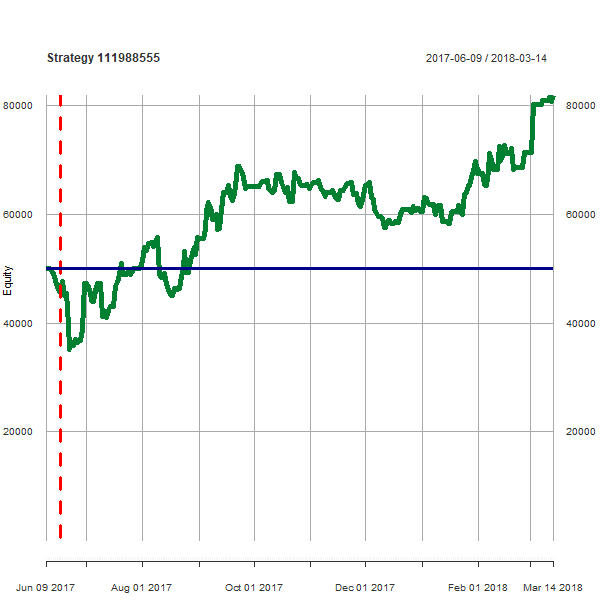 Strategy 111988555
2017-06-09 / 2018-03-14
80000
80000
60000
60000
Equity
40000
40000
20000
20000
Jun 09 2017
Aug 01 2017
Oct 01 2017
Dec 01 2017
Feb 01 2018
Mar 14 2018